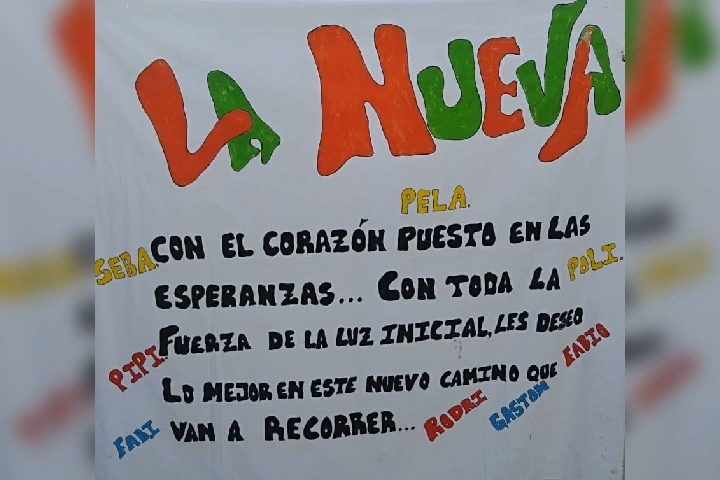 LA NUEVA
PELA.
SEBA. CON EL CORAZÓN PUESTO EN LAS
ESPERANZAS... CON TODA LA POLI.
PIPI. FUERZA DE LA LUZ INICIAL, LES DESEO
LO MEJOR EN ESTE NUEVO CAMINO QUE FABIO
FABI VAN A RECORRER... RODRI GASTON